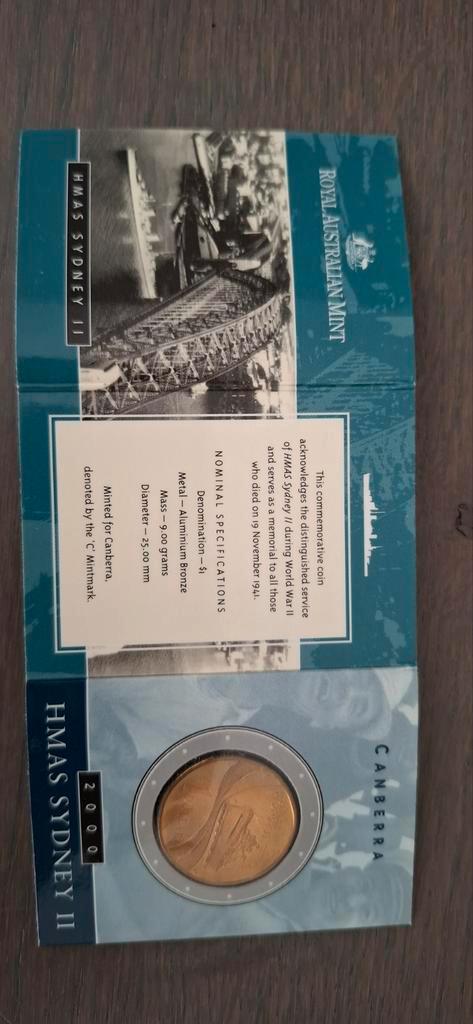 ROYAL AUSTRALIAN MINT
HMAS SYDNEY II
This commemorative coin
acknowledges the distinguished service
of HMAS Sydney II during World War II
and serves as a memorial to all those
who died on 19 November 1941.
NOMINAL SPECIFICATIONS
Denomination – $1
Metal – Aluminium Bronze
Mass – 9.00 grams
Diameter – 25.00 mm
Minted for Canberra,
denoted by the 'C' Mintmark.
CANBERRA
2000
HMAS SYDNEY II